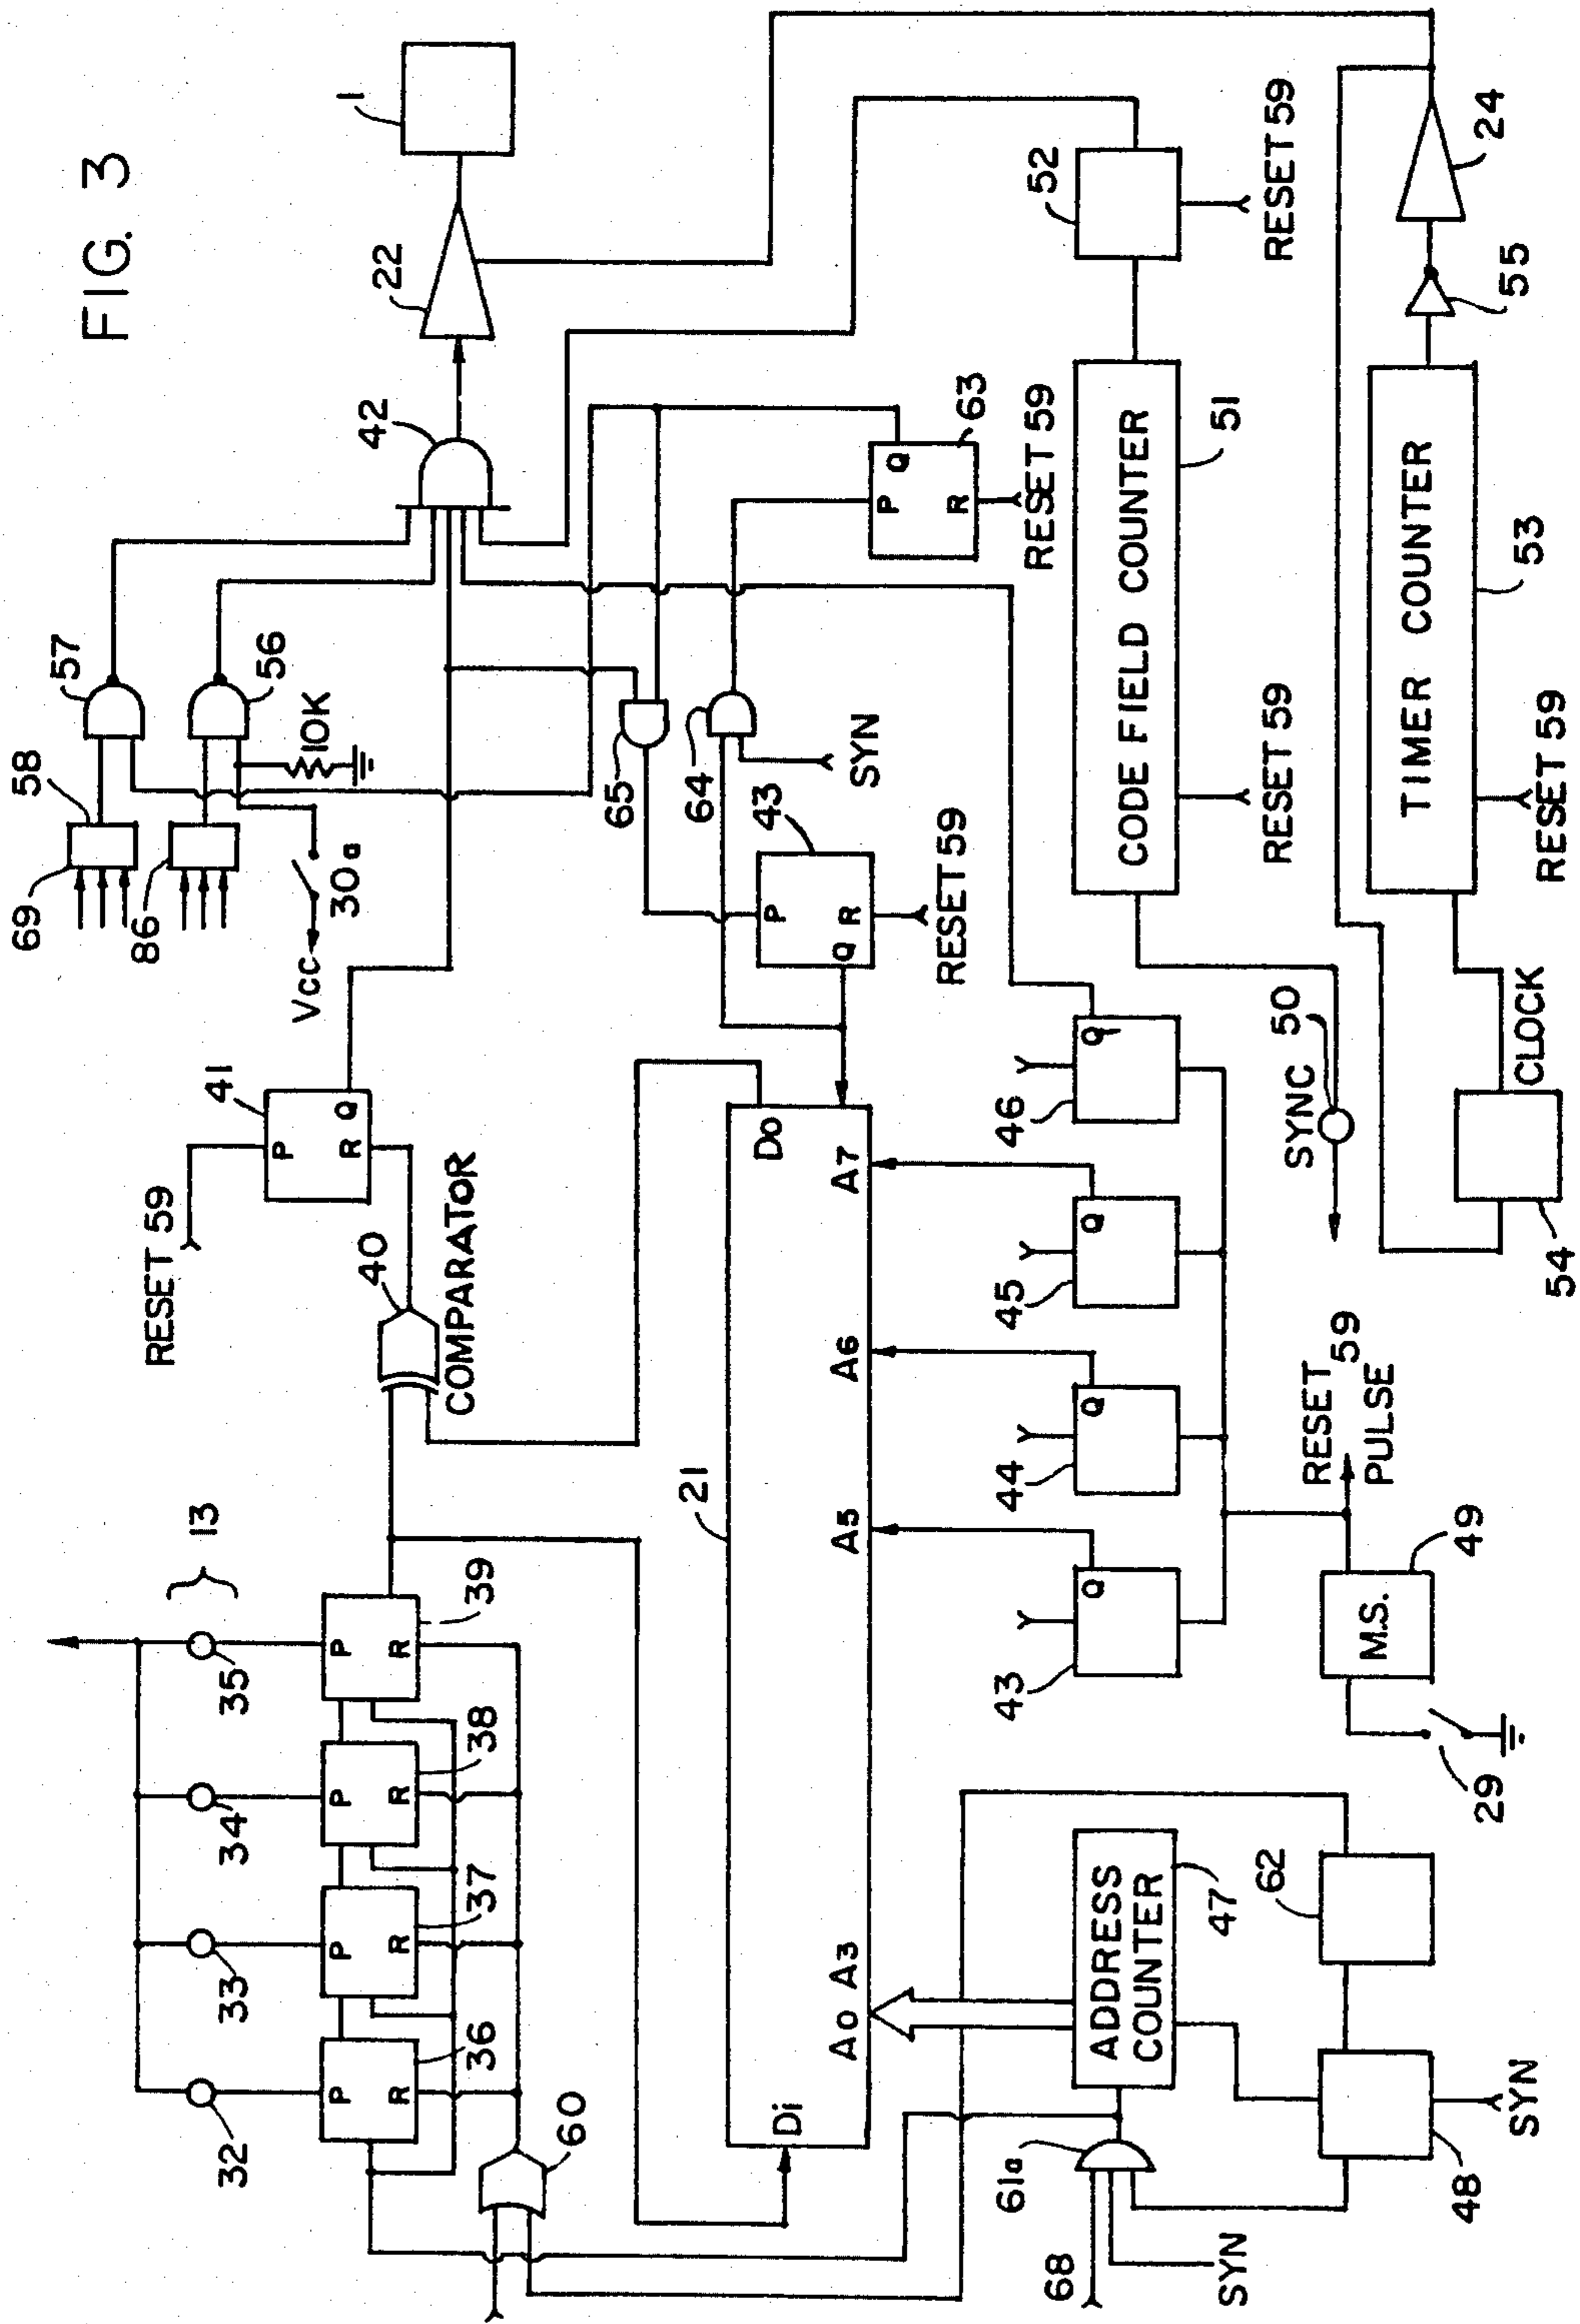 FIG. 3
1
22
42
57
56
58
69
86
10K
30a
Vcc
RESET 59
41
P
R
Q
40
COMPARATOR
13
35
34
33
32
P
R
39
P
R
38
P
R
37
P
R
36
60
65
64
SYN
43
P
R
Q
RESET 59
63
P
R
Q
RESET 59
52
RESET 59
24
55
CODE FIELD COUNTER
51
RESET 59
TIMER COUNTER
53
RESET 59
CLOCK
54
SYNC 50
21
Do
Di
A0 A3
A5
A6
A7
Q
46
Q
45
Q
44
Q
43
RESET 59
PULSE
M.S.
49
29
ADDRESS
COUNTER
47
62
48
SYN
61a
68
SYN